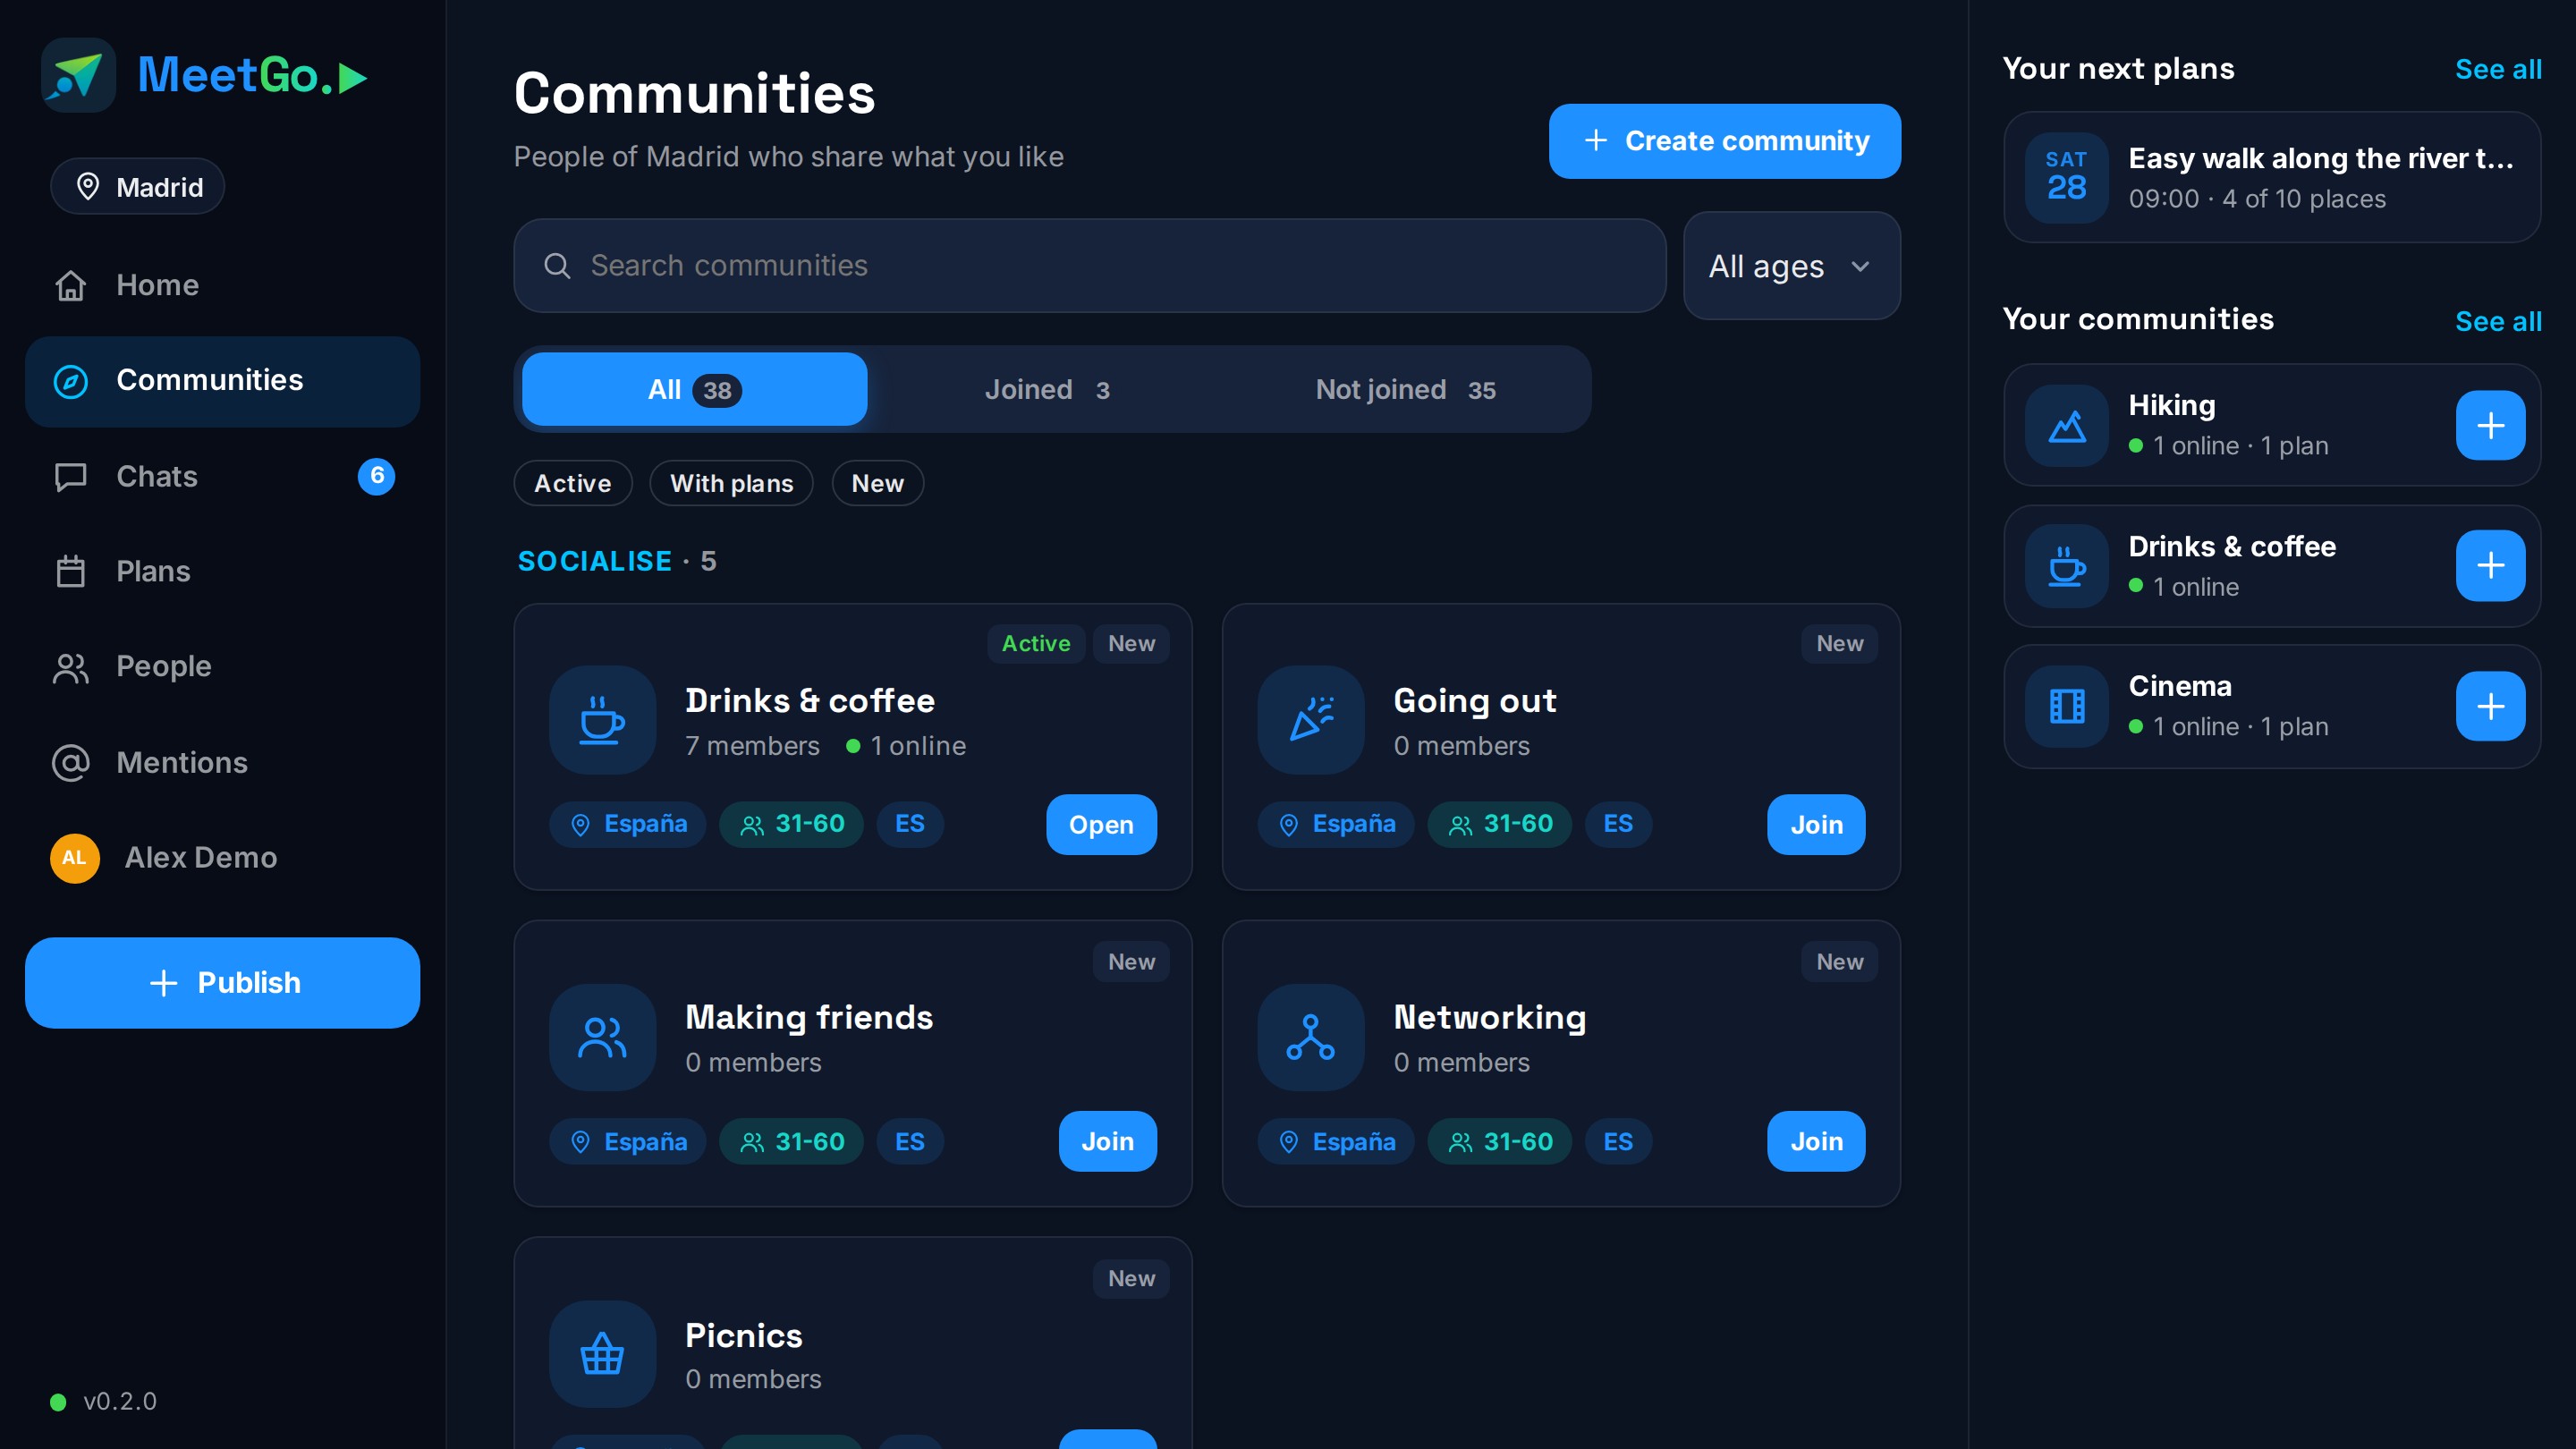 MeetGo.
Madrid
Home
Communities
Chats 6
Plans
People
Mentions
AL Alex Demo
Publish
v0.2.0
Communities
People of Madrid who share what you like
Create community
Search communities
All ages
All 38
Joined 3
Not joined 35
Active
With plans
New
SOCIALISE · 5
Active New
Drinks & coffee
7 members 1 online
España 31-60 ES Open
New
Going out
0 members
España 31-60 ES Join
New
Making friends
0 members
España 31-60 ES Join
New
Networking
0 members
España 31-60 ES Join
New
Picnics
0 members
Your next plans See all
SAT
28
Easy walk along the river t...
09:00 · 4 of 10 places
Your communities See all
Hiking
1 online · 1 plan
Drinks & coffee
1 online
Cinema
1 online · 1 plan